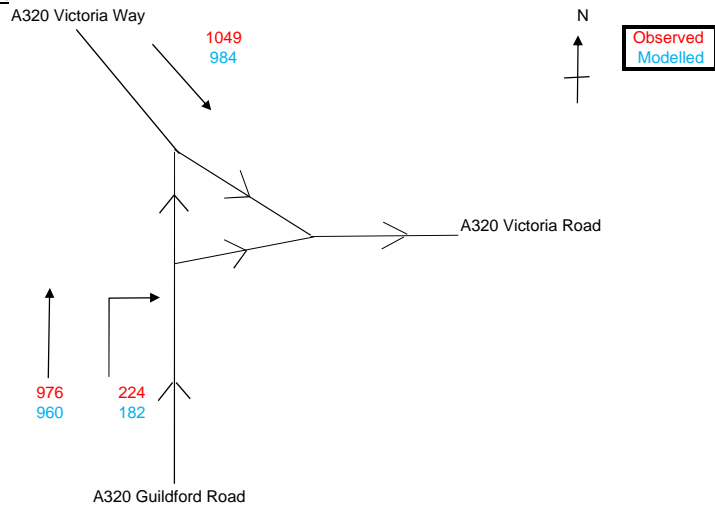 A320 Victoria Way
1049
984
N
Observed
Modelled
A320 Victoria Road
976
960
224
182
A320 Guildford Road